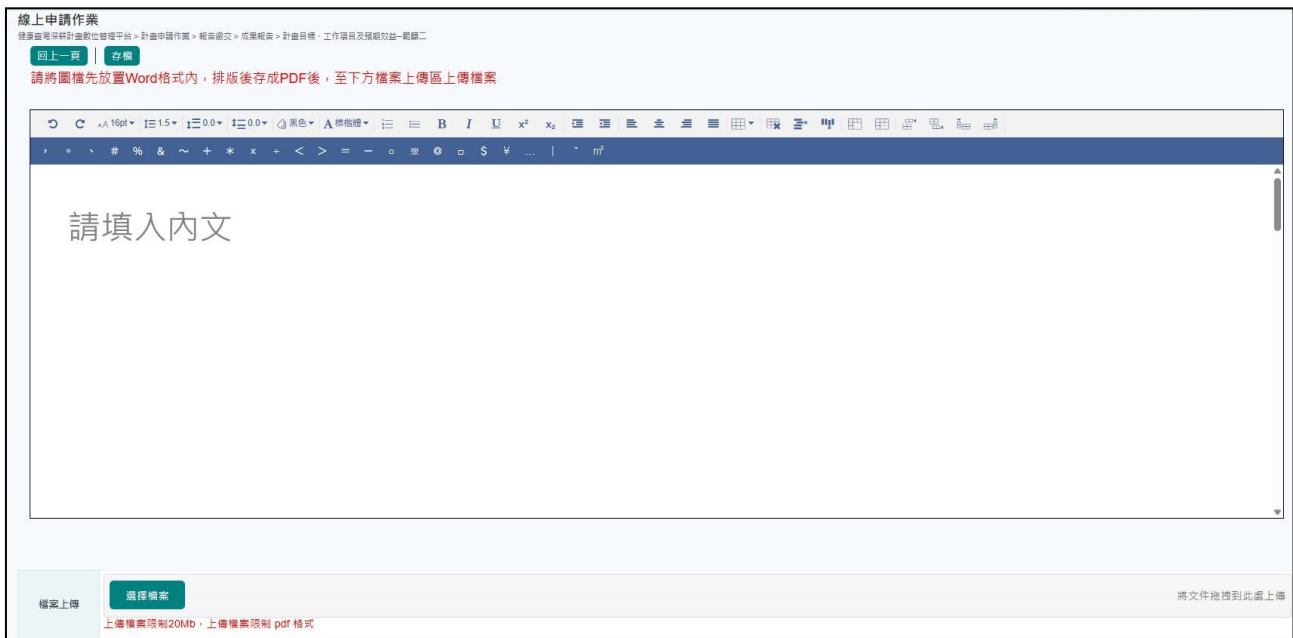 線上申請作業
健康臺灣深耕計畫數位管理平台 > 計畫申請作業 > 報告繳交 > 成果報告 > 計畫目標、工作項目及預期效益—範疇二
回上一頁 | 存檔
請將圖檔先放置Word格式內，排版後存成PDF後，至下方檔案上傳區上傳檔案
16pt 1.5 0.0 0.0 黑色 A 標楷體 B I U x² x₂
， 。 、 # % & ～ + * × ÷ < > = − ○ ※ ◎ □ $ ¥ … | ㎡
請填入內文
選擇檔案
將文件拖拽到此處上傳
檔案上傳
上傳檔案限制20Mb，上傳檔案限制 pdf 格式